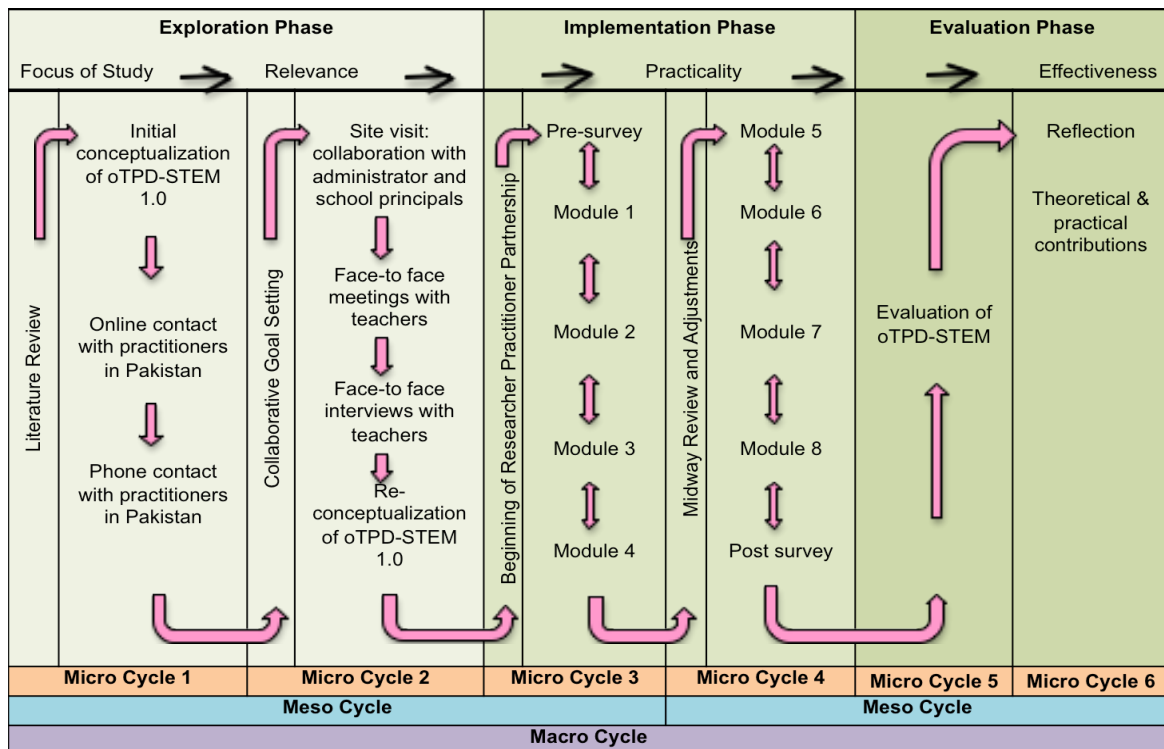 Exploration Phase
Implementation Phase
Evaluation Phase
Focus of Study
Relevance
Practicality
Effectiveness
Literature Review
Initial
conceptualization
of oTPD-STEM
1.0
Online contact
with practitioners
in Pakistan
Phone contact
with practitioners
in Pakistan
Collaborative Goal Setting
Site visit:
collaboration with
administrator and
school principals
Face-to face
meetings with
teachers
Face-to face
interviews with
teachers
Re-
conceptualization
of oTPD-STEM
1.0
Beginning of Researcher Practitioner Partnership
Pre-survey
Module 1
Module 2
Module 3
Module 4
Midway Review and Adjustments
Module 5
Module 6
Module 7
Module 8
Post survey
Evaluation of
oTPD-STEM
Reflection
Theoretical &
practical
contributions
Micro Cycle 1
Micro Cycle 2
Micro Cycle 3
Micro Cycle 4
Micro Cycle 5
Micro Cycle 6
Meso Cycle
Meso Cycle
Macro Cycle